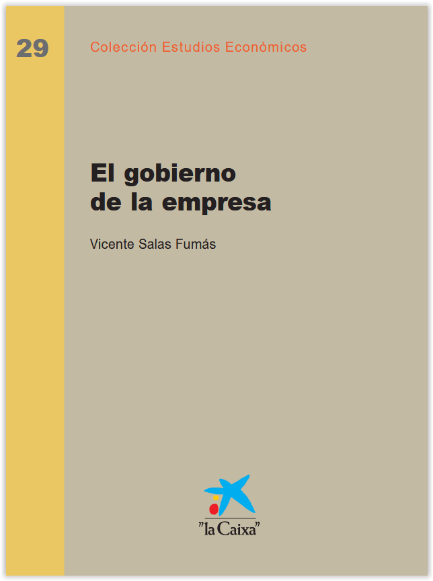 29
Colección Estudios Económicos
El gobierno
de la empresa
Vicente Salas Fumás
"la Caixa"